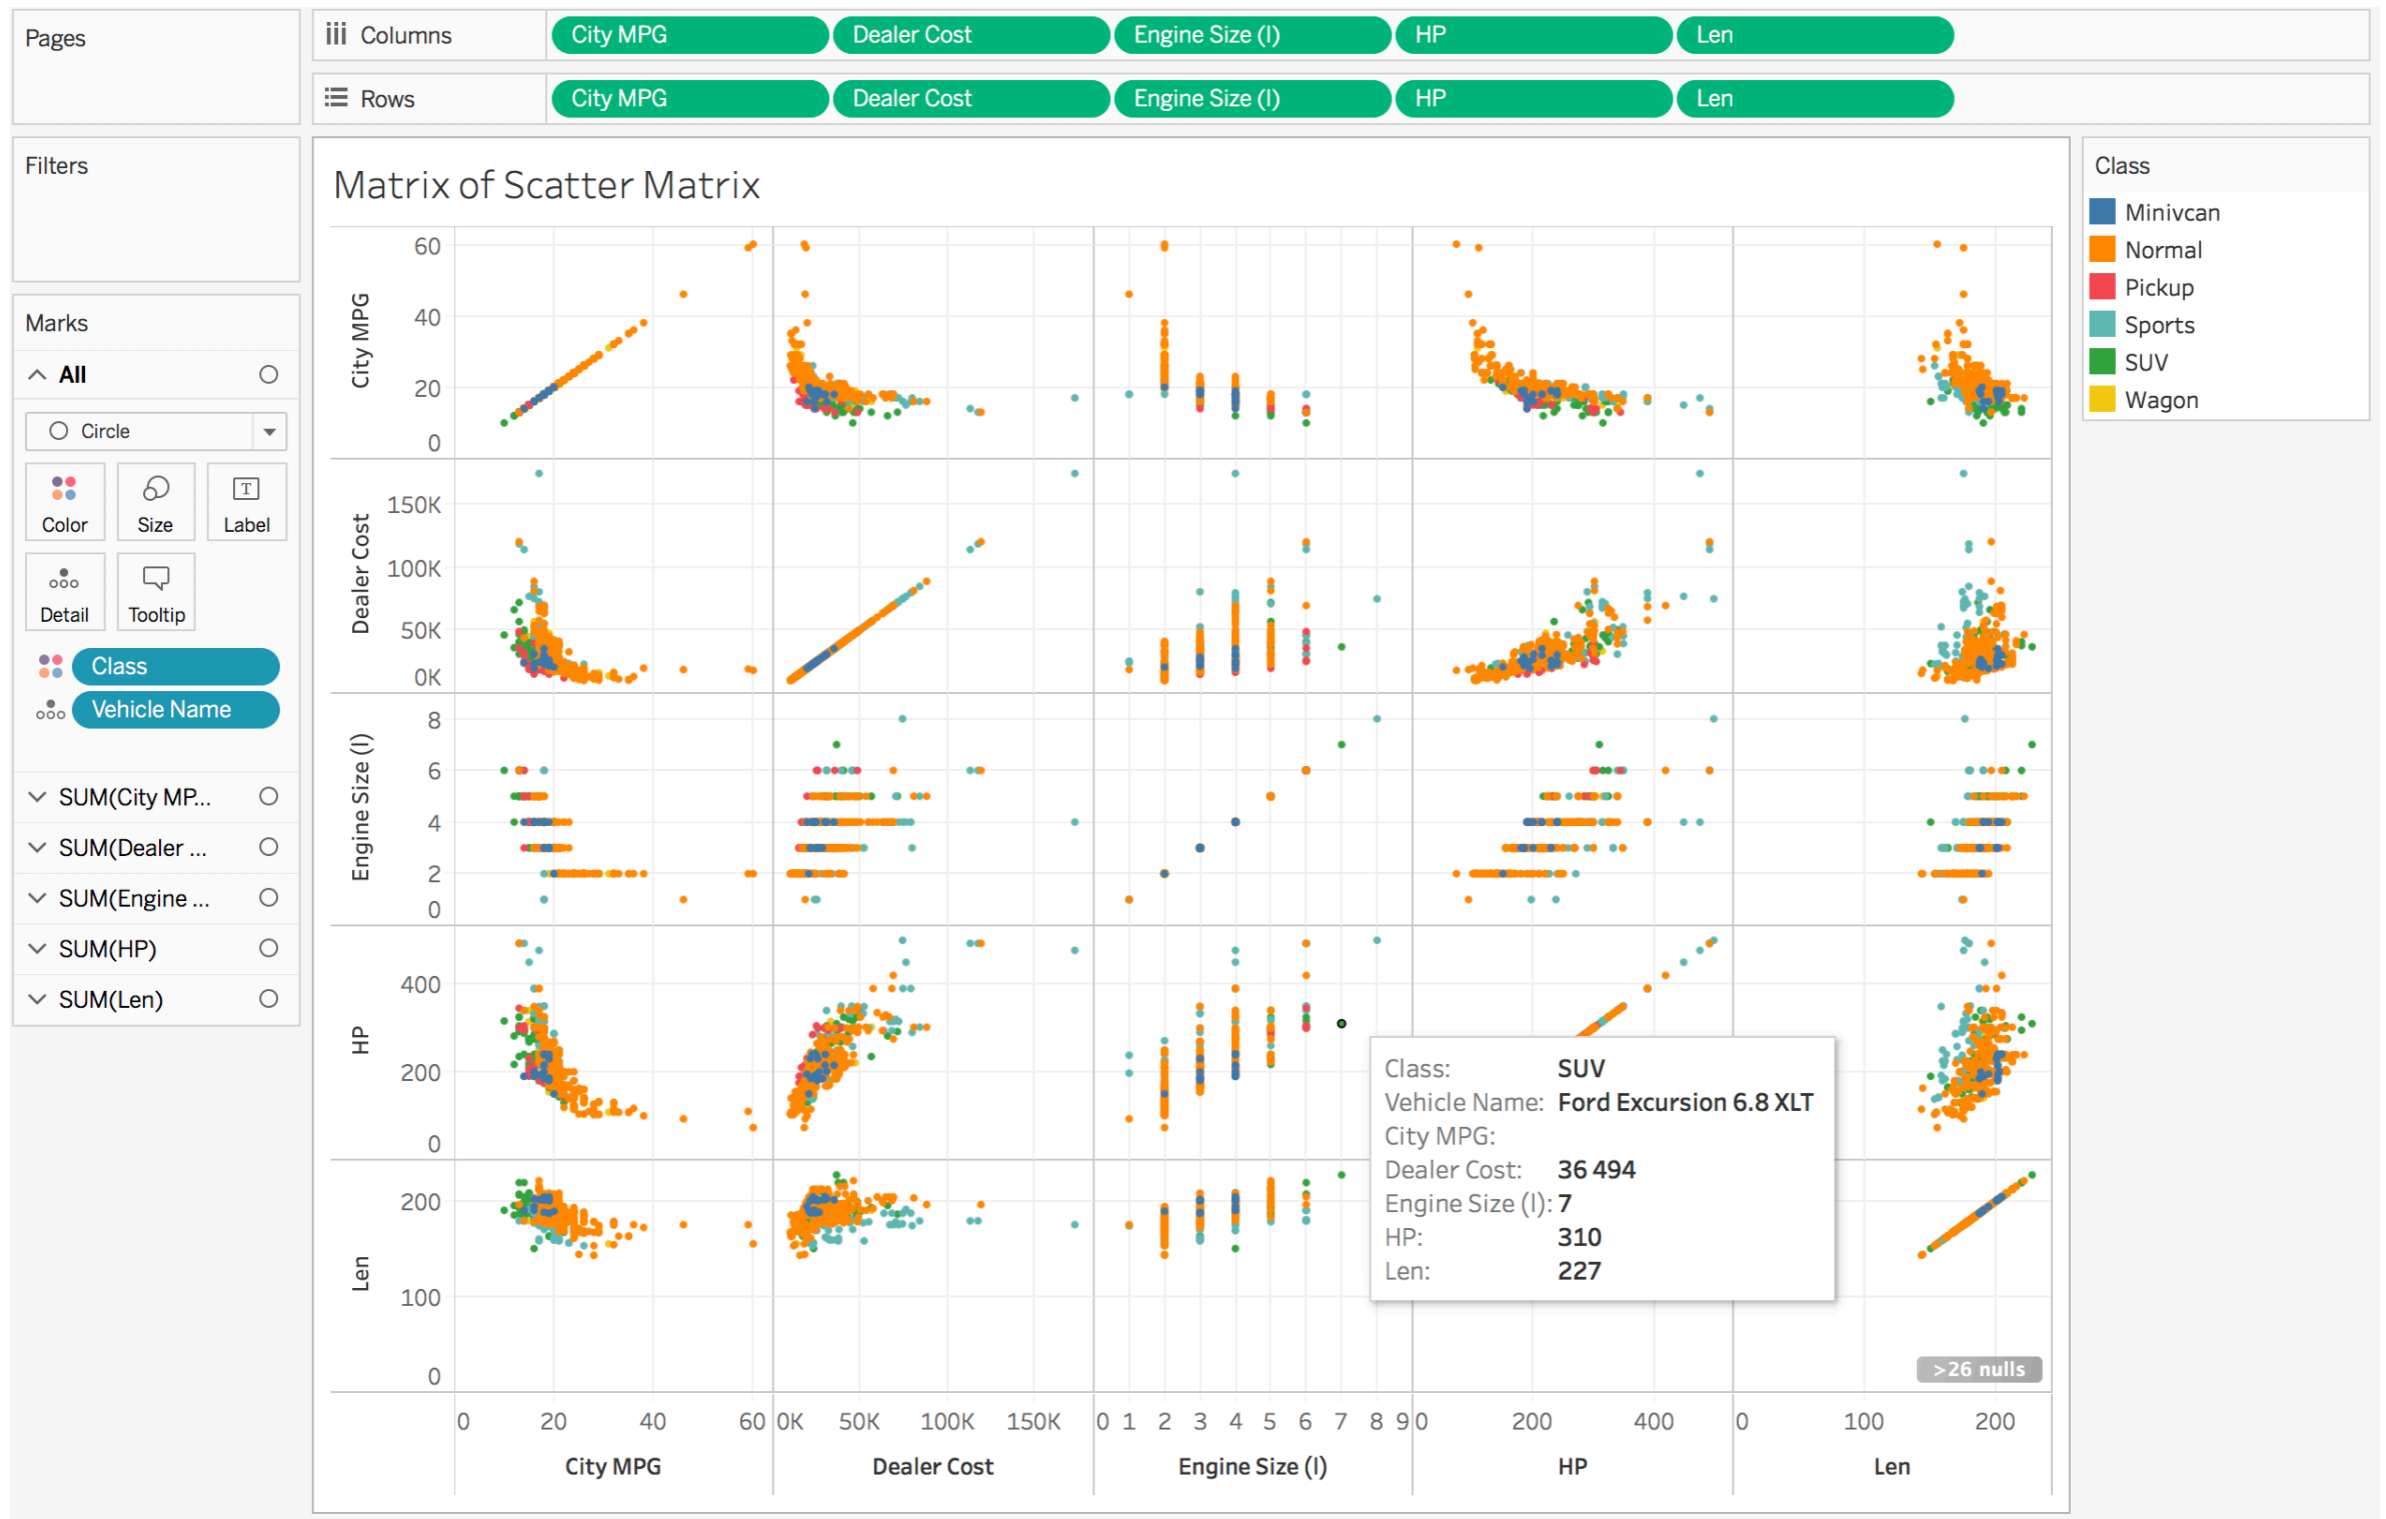 Pages
Columns
City MPG
Dealer Cost
Engine Size (l)
HP
Len
Rows
City MPG
Dealer Cost
Engine Size (l)
HP
Len
Filters
Marks
All
Circle
Color
Size
T
Label
Detail
Tooltip
Class
Vehicle Name
SUM(City MP...
SUM(Dealer ...
SUM(Engine ...
SUM(HP)
SUM(Len)
Matrix of Scatter Matrix
City MPG
60
40
20
0
Dealer Cost
150K
100K
50K
0K
Engine Size (l)
8
6
4
2
0
HP
400
200
0
Len
200
100
0
Class: SUV
Vehicle Name: Ford Excursion 6.8 XLT
City MPG:
Dealer Cost: 36 494
Engine Size (l): 7
HP: 310
Len: 227
>26 nulls
0 20 40 60 0K 50K 100K 150K 0 1 2 3 4 5 6 7 8 9 0 200 400 0 100 200
City MPG Dealer Cost Engine Size (l) HP Len
Class
Minivcan
Normal
Pickup
Sports
SUV
Wagon